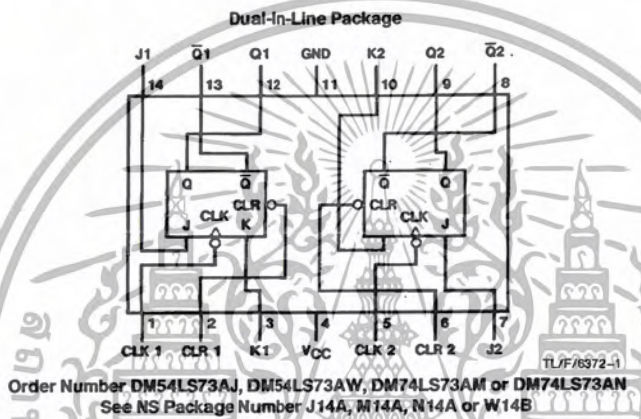 Dual-In-Line Package
J1 Q̅1 Q1 GND K2 Q2 Q̅2
14 13 12 11 10 9 8
Q Q̅ Q̅ Q
CLR CLR
CLK CLK
J K K J
1 2 3 4 5 6 7
CLK 1 CLR 1 K1 VCC CLK 2 CLR 2 J2
TL/F/6372–1
Order Number DM54LS73AJ, DM54LS73AW, DM74LS73AM or DM74LS73AN
See NS Package Number J14A, M14A, N14A or W14B